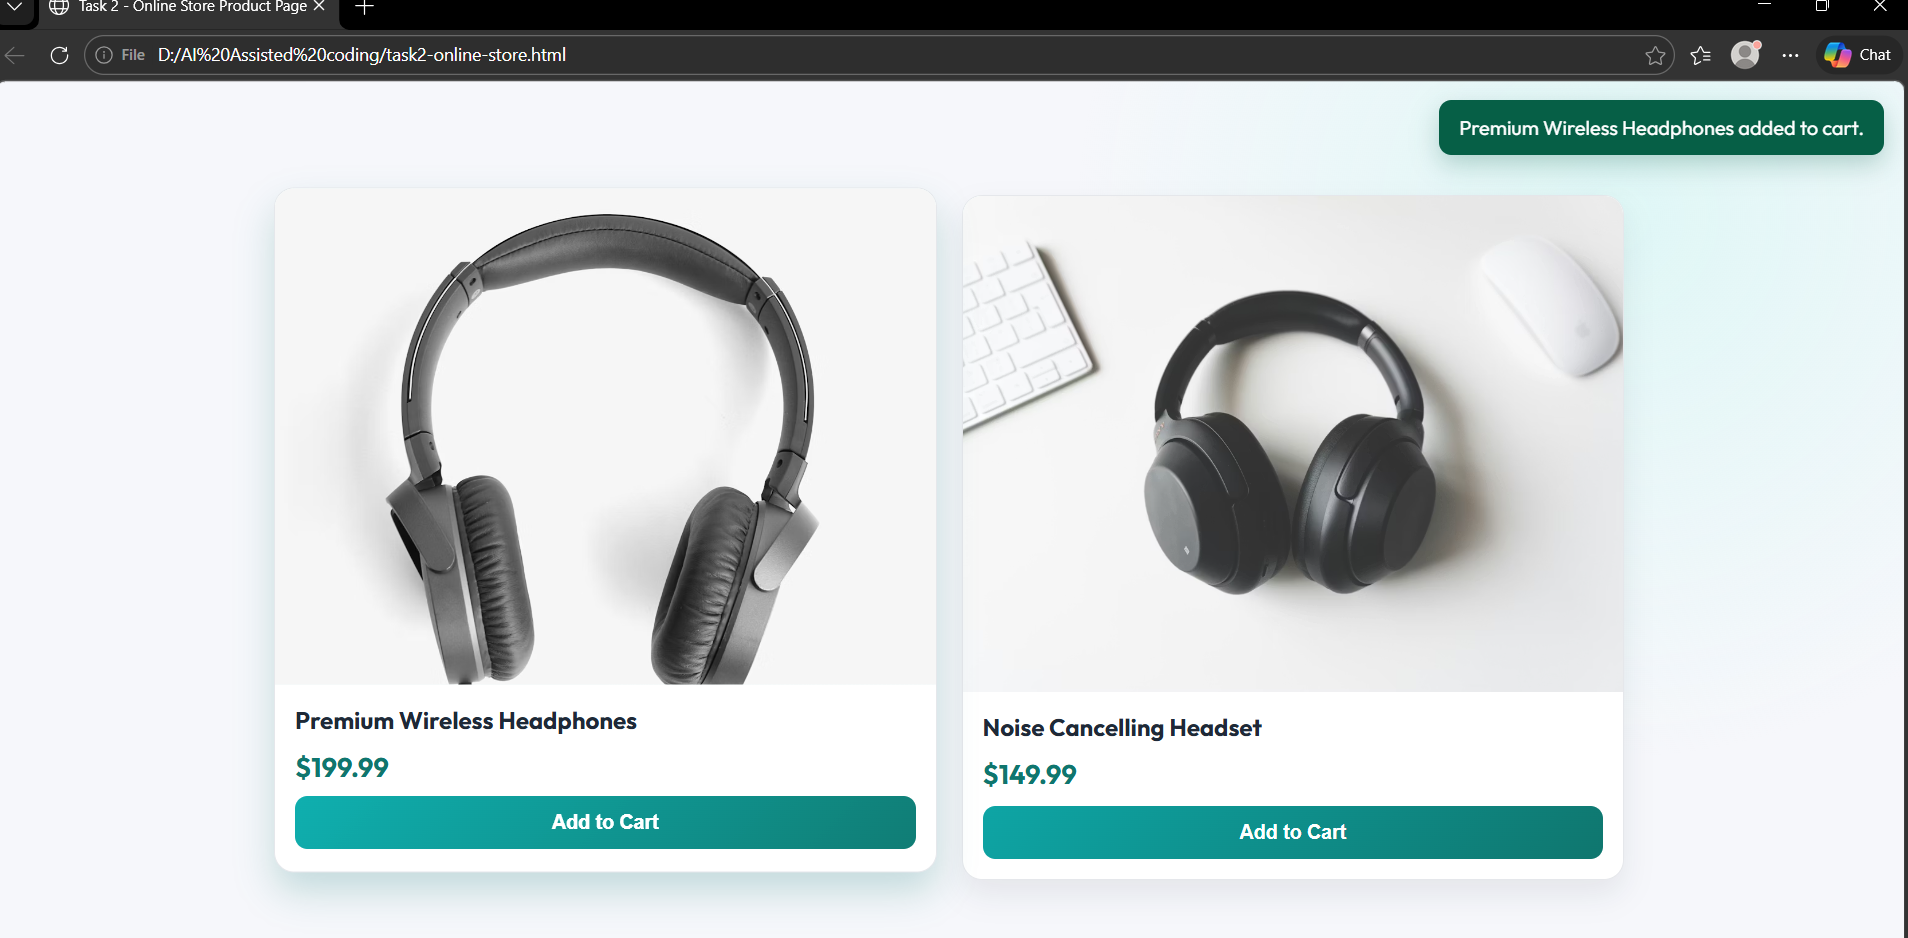 Task 2 - Online Store Product Page
File D:/AI%20Assisted%20coding/task2-online-store.html
Chat
Premium Wireless Headphones added to cart.
Premium Wireless Headphones
$199.99
Add to Cart
Noise Cancelling Headset
$149.99
Add to Cart